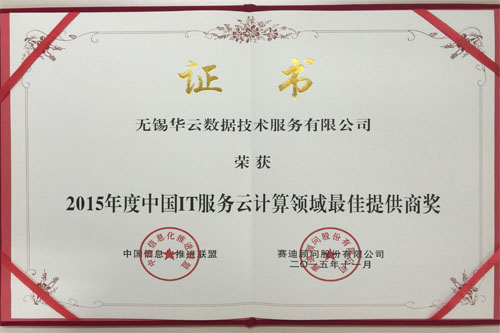 证书
无锡华云数据技术服务有限公司
荣获
2015年度中国IT服务云计算领域最佳提供商奖
中国信息化推进联盟
赛迪顾问股份有限公司
二〇一五年十一月